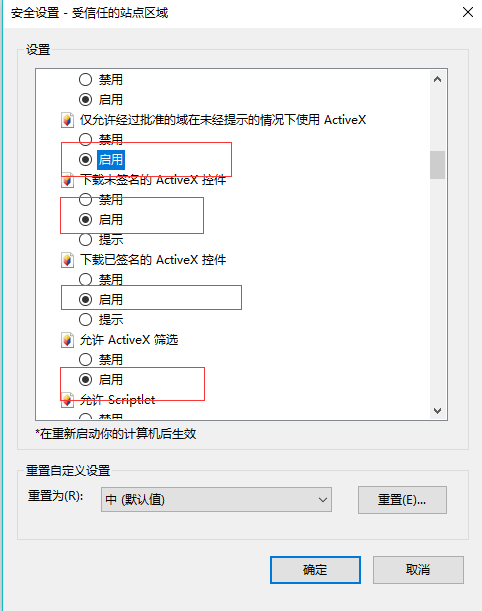 安全设置 - 受信任的站点区域
设置
禁用
启用
仅允许经过批准的域在未经提示的情况下使用 ActiveX
禁用
启用
下载未签名的 ActiveX 控件
禁用
启用
提示
下载已签名的 ActiveX 控件
禁用
启用
提示
允许 ActiveX 筛选
禁用
启用
允许 Scriptlet
禁用
*在重新启动你的计算机后生效
重置自定义设置
重置为(R): 中 (默认值) 重置(E)...
确定 取消